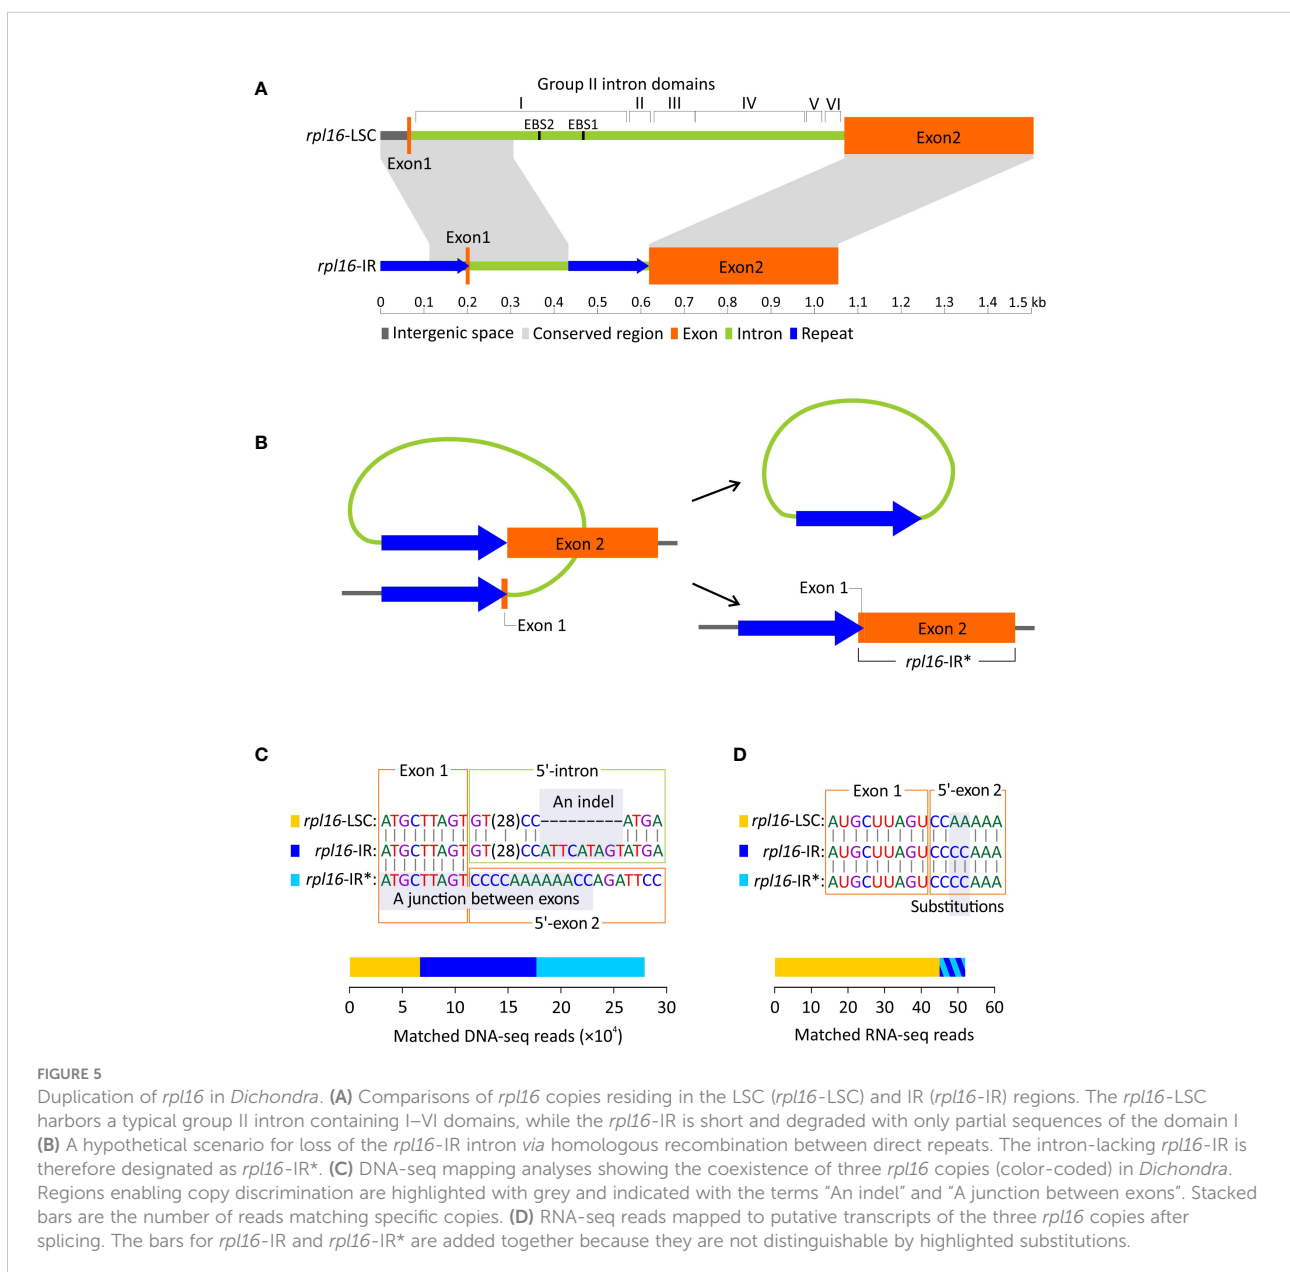 A
Group II intron domains
I II III IV V VI
EBS2 EBS1
rpl16-LSC
Exon1
Exon2
Exon1
rpl16-IR
Exon2
0 0.1 0.2 0.3 0.4 0.5 0.6 0.7 0.8 0.9 1.0 1.1 1.2 1.3 1.4 1.5 kb
Intergenic space Conserved region Exon Intron Repeat
B
Exon 2
Exon 1
Exon 1
Exon 2
rpl16-IR*
C
Exon 1 5'-intron
An indel
rpl16-LSC: ATGCTTAGT GT(28)CC---------ATGA
rpl16-IR: ATGCTTAGT GT(28)CCATTCATAGTATGA
rpl16-IR*: ATGCTTAGT CCCCAAAAAACCAGATTCC
A junction between exons
5'-exon 2
0 5 10 15 20 25 30
Matched DNA-seq reads (×10⁴)
D
Exon 1 5'-exon 2
rpl16-LSC: AUGCUUAGUCCAAAAA
rpl16-IR: AUGCUUAGUCCCCAAA
rpl16-IR*: AUGCUUAGUCCCCAAA
Substitutions
0 10 20 30 40 50 60
Matched RNA-seq reads
FIGURE 5
Duplication of rpl16 in Dichondra. (A) Comparisons of rpl16 copies residing in the LSC (rpl16-LSC) and IR (rpl16-IR) regions. The rpl16-LSC
harbors a typical group II intron containing I–VI domains, while the rpl16-IR is short and degraded with only partial sequences of the domain I
(B) A hypothetical scenario for loss of the rpl16-IR intron via homologous recombination between direct repeats. The intron-lacking rpl16-IR is
therefore designated as rpl16-IR*. (C) DNA-seq mapping analyses showing the coexistence of three rpl16 copies (color-coded) in Dichondra.
Regions enabling copy discrimination are highlighted with grey and indicated with the terms "An indel" and "A junction between exons". Stacked
bars are the number of reads matching specific copies. (D) RNA-seq reads mapped to putative transcripts of the three rpl16 copies after
splicing. The bars for rpl16-IR and rpl16-IR* are added together because they are not distinguishable by highlighted substitutions.